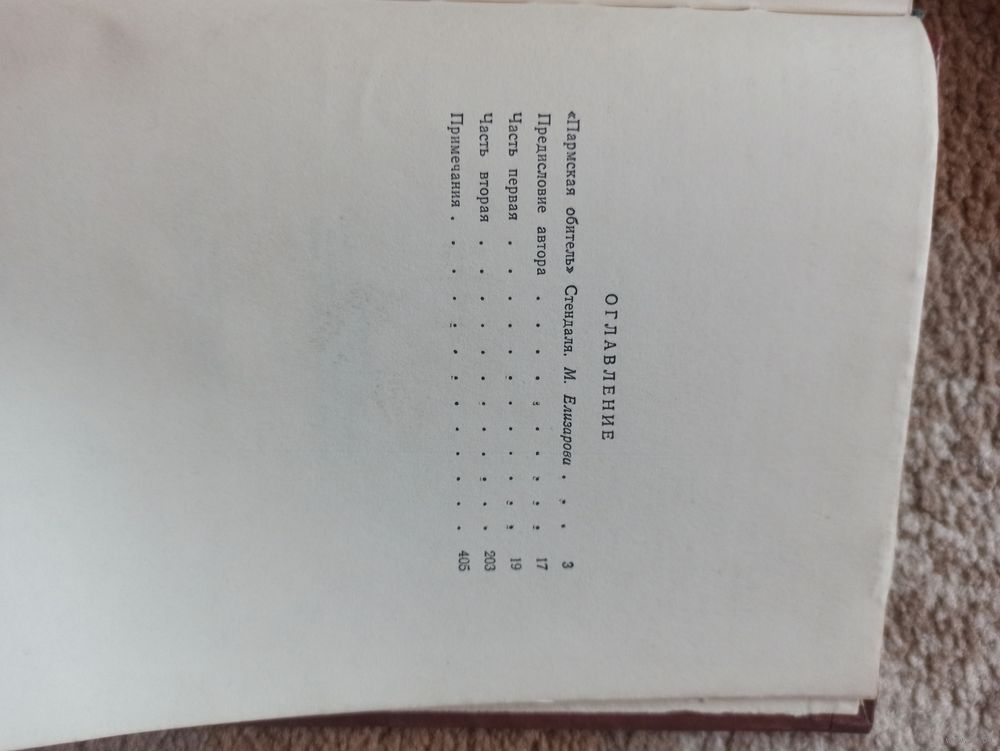 ОГЛАВЛЕНИЕ
«Пармская обитель» Стендаля. М. Елизарова . . . 3
Предисловие автора . . . . . . . . . . 17
Часть первая . . . . . . . . . . . . 19
Часть вторая . . . . . . . . . . . . 203
Примечания . . . . . . . . . . . . . 405